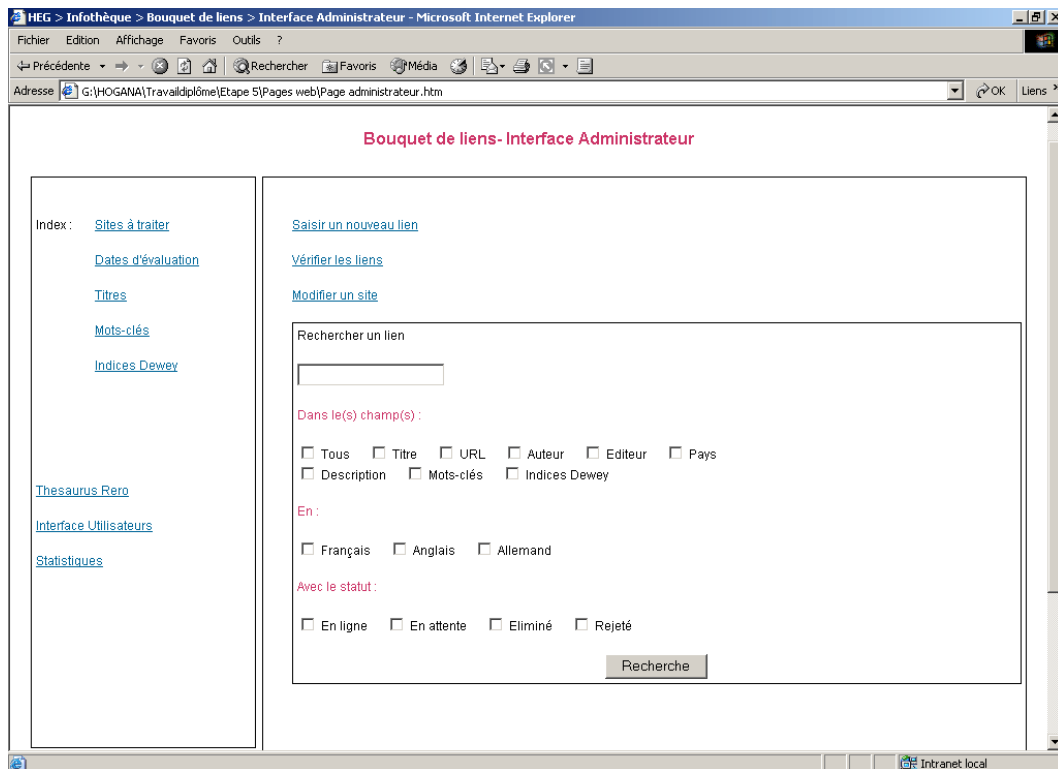 HEG > Infothèque > Bouquet de liens > Interface Administrateur - Microsoft Internet Explorer
Fichier Edition Affichage Favoris Outils ?
Précédente Rechercher Favoris Média
Adresse G:\HOGANA\Travaildiplôme\Etape 5\Pages web\Page administrateur.htm OK Liens »
Bouquet de liens- Interface Administrateur
Index : Sites à traiter
Dates d'évaluation
Titres
Mots-clés
Indices Dewey
Thesaurus Rero
Interface Utilisateurs
Statistiques
Saisir un nouveau lien
Vérifier les liens
Modifier un site
Rechercher un lien
Dans le(s) champ(s) :
Tous Titre URL Auteur Editeur Pays
Description Mots-clés Indices Dewey
En :
Français Anglais Allemand
Avec le statut :
En ligne En attente Eliminé Rejeté
Recherche
Intranet local